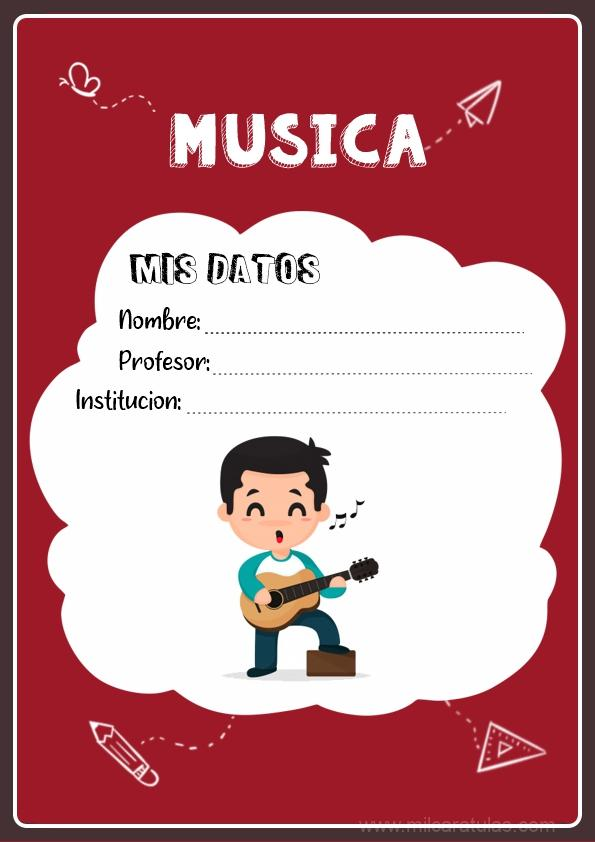 MUSICA
MIS DATOS
Nombre:
Profesor:
Institucion:
www.milcaratulas.com